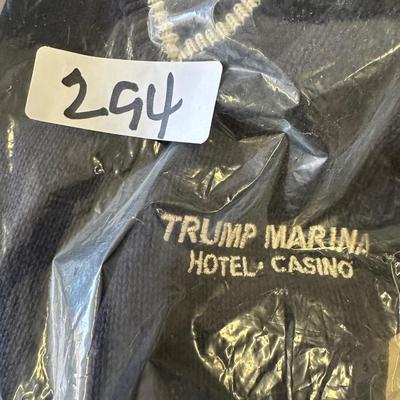 294
TRUMP MARINA
HOTEL • CASINO